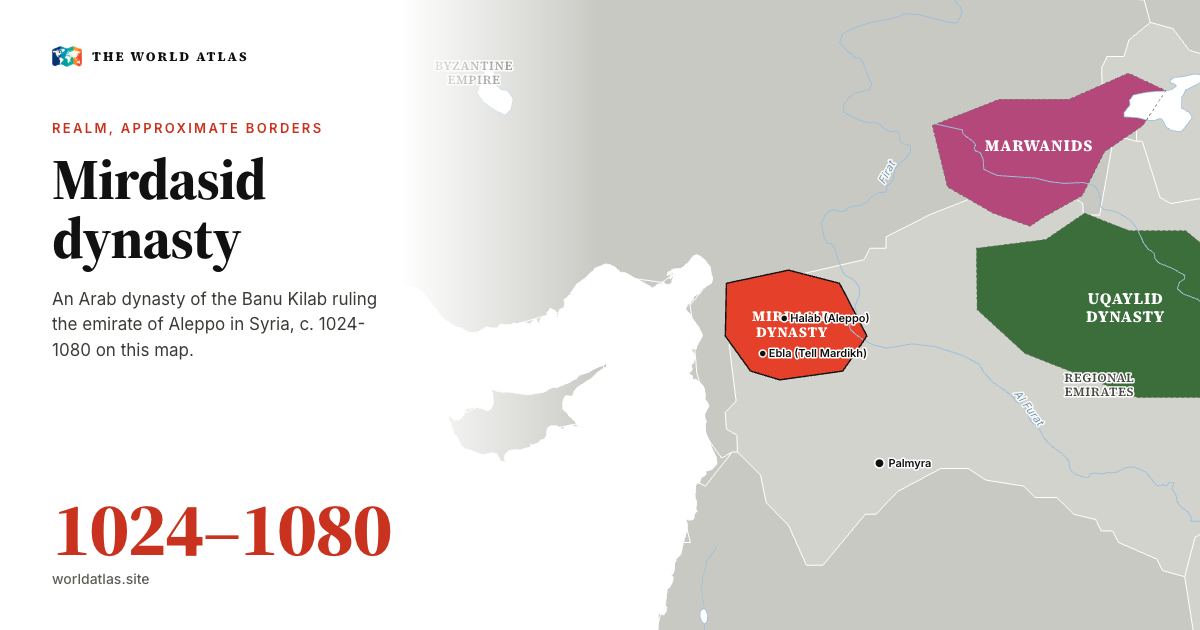 THE WORLD ATLAS
REALM, APPROXIMATE BORDERS
Mirdasid
dynasty
An Arab dynasty of the Banu Kilab ruling
the emirate of Aleppo in Syria, c. 1024-
1080 on this map.
1024–1080
worldatlas.site
BYZANTINE
EMPIRE
MARWANIDS
Firat
UQAYLID
DYNASTY
Halab (Aleppo)
DYNASTY
Ebla (Tell Mardikh)
REGIONAL
EMIRATES
Al Furat
Palmyra